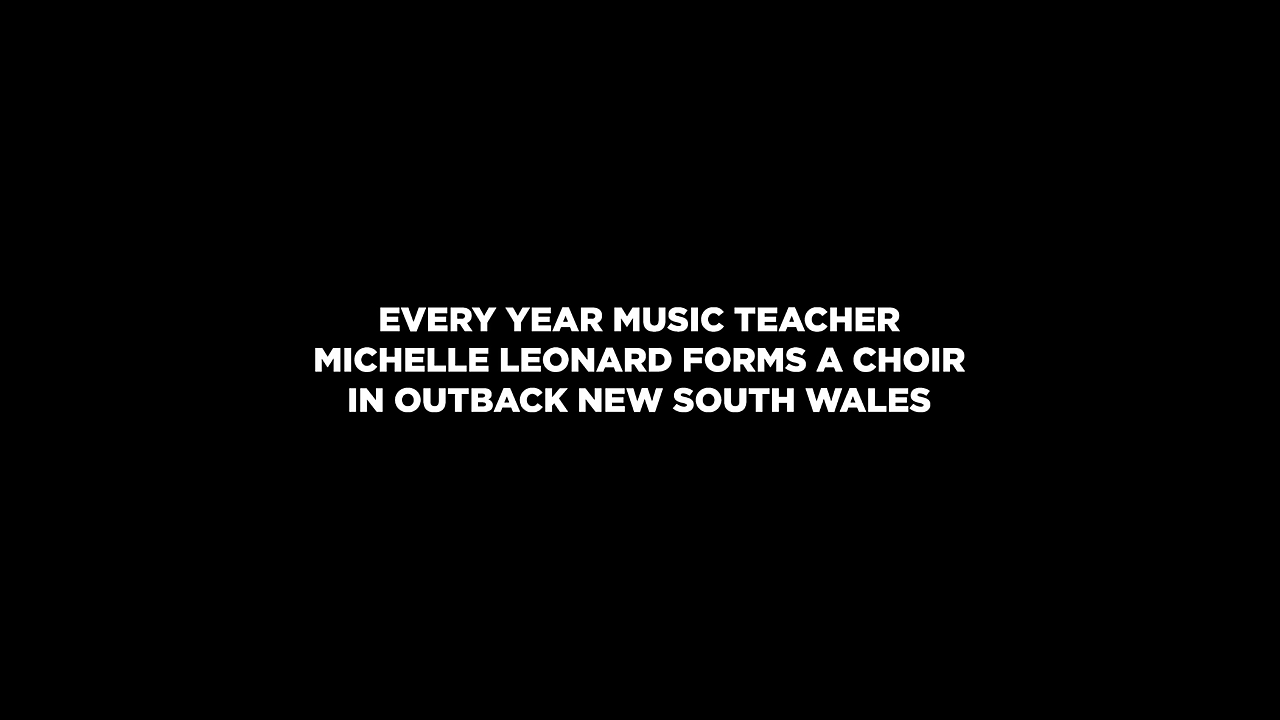 EVERY YEAR MUSIC TEACHER
MICHELLE LEONARD FORMS A CHOIR
IN OUTBACK NEW SOUTH WALES